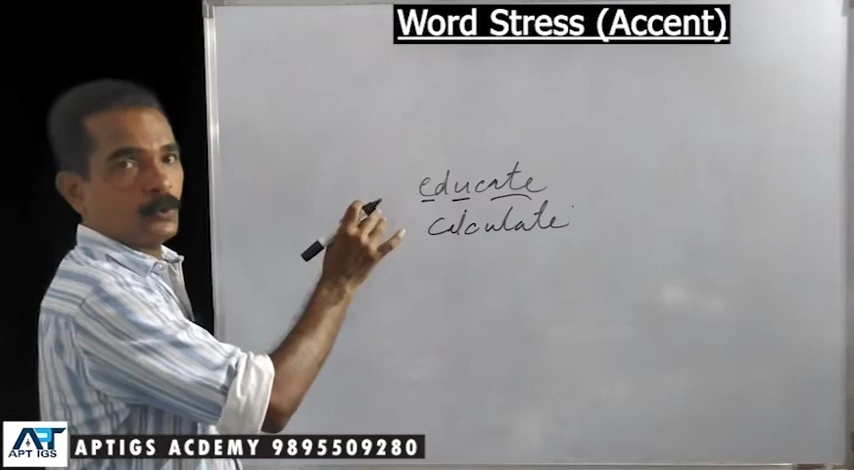 Word Stress (Accent)
educate
calculate
APT IGS
APTIGS ACDEMY 9895509280